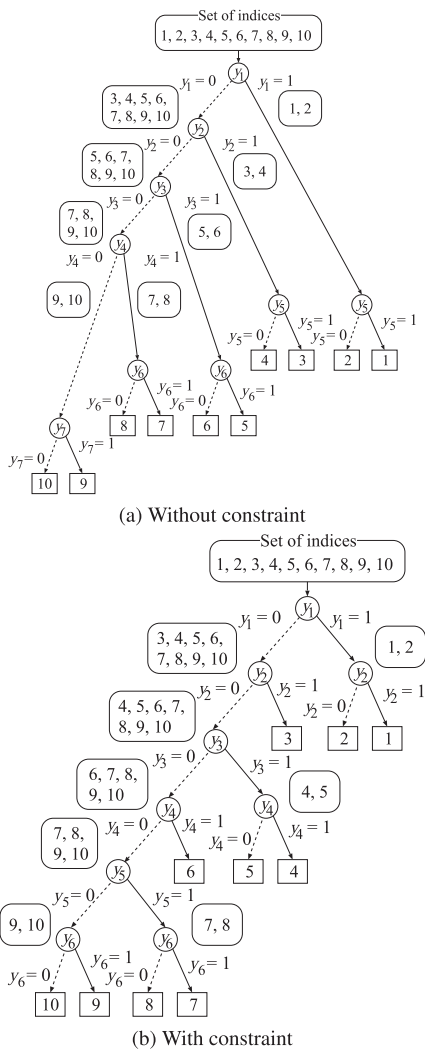 Set of indices
1, 2, 3, 4, 5, 6, 7, 8, 9, 10
y1
y1= 0
y1= 1
3, 4, 5, 6,
7, 8, 9, 10
1, 2
y2
y2= 0
y2= 1
5, 6, 7
8, 9, 10
3, 4
y3
y3= 0
y3= 1
7, 8,
9, 10
5, 6
y4
y4= 0
y4= 1
9, 10
7, 8
y5
y5
y5= 0
y5= 1
y5= 0
y5= 1
4
3
2
1
y6
y6
y6= 0
y6= 1
y6= 0
y6= 1
8
7
6
5
y7
y7= 0
y7= 1
10
9
(a) Without constraint
Set of indices
1, 2, 3, 4, 5, 6, 7, 8, 9, 10
y1
y1= 0
y1= 1
3, 4, 5, 6,
7, 8, 9, 10
1, 2
y2
y2
y2= 0
y2= 1
y2= 0
y2= 1
4, 5, 6, 7
8, 9, 10
3
2
1
y3
y3= 0
y3= 1
6, 7, 8,
9, 10
4, 5
y4
y4
y4= 0
y4= 1
y4= 0
y4= 1
7, 8,
9, 10
6
5
4
y5
y5= 0
y5= 1
9, 10
7, 8
y6
y6
y6= 0
y6= 1
y6= 0
y6= 1
10
9
8
7
(b) With constraint